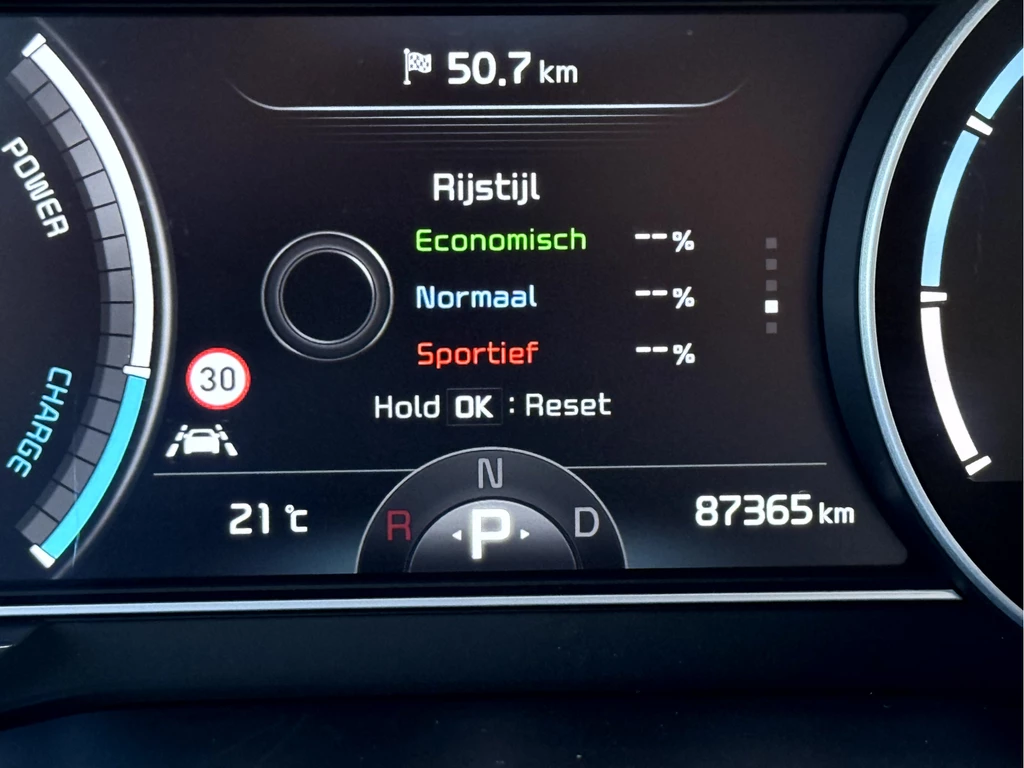 50.7 km
POWER
Rijstijl
Economisch --%
Normaal --%
Sportief --%
30
CHARGE
Hold OK : Reset
N
R P D
21 °C
87365 km